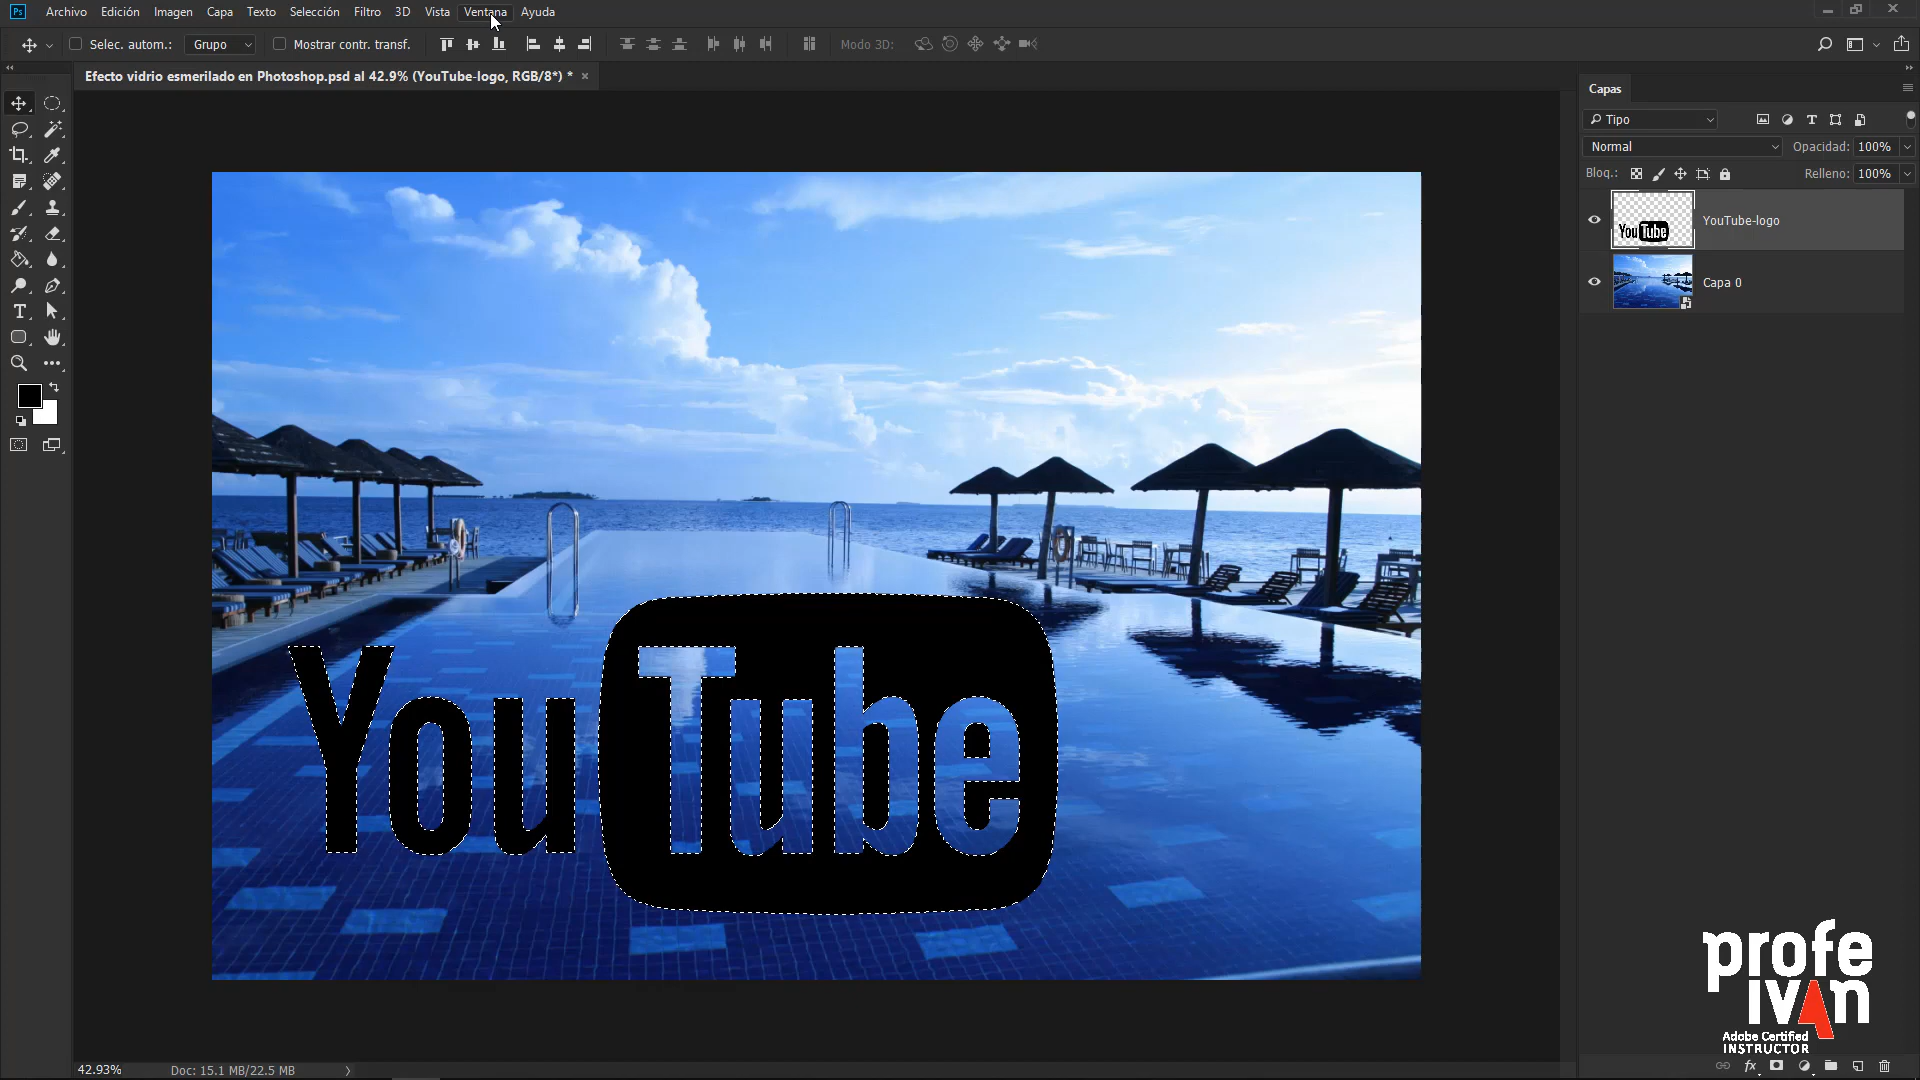 Ps Archivo Edición Imagen Capa Texto Selección Filtro 3D Vista Ventana Ayuda
Selec. autom.: Grupo Mostrar contr. transf. Modo 3D:
Efecto vidrio esmerilado en Photoshop.psd al 42.9% (YouTube-logo, RGB/8*) * ×
Capas
Tipo
Normal Opacidad: 100%
Bloq.: Relleno: 100%
YouTube YouTube-logo
Capa 0
YouTube
profe
ivan
Adobe Certified
INSTRUCTOR
42.93% Doc: 15.1 MB/22.5 MB